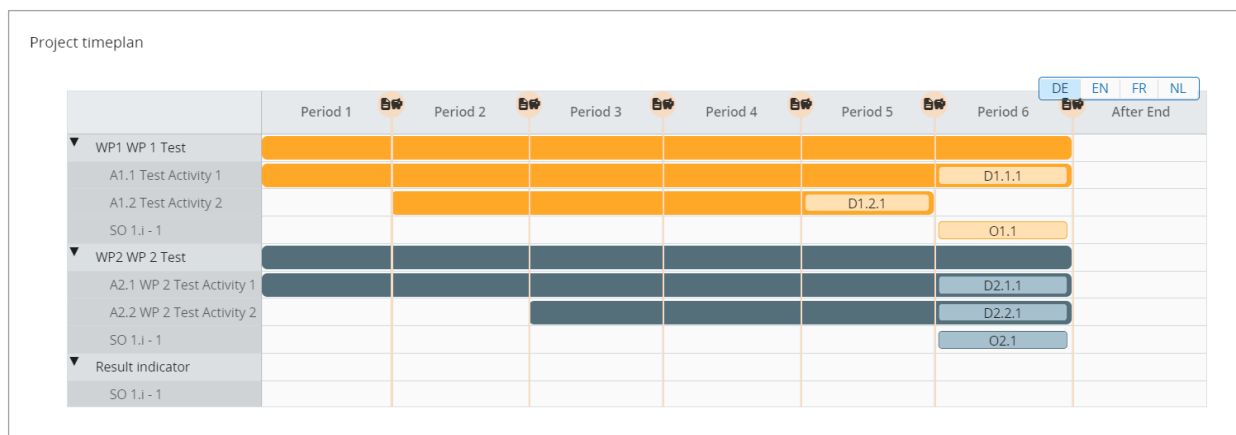 Project timeplan
DE EN FR NL
Period 1 Period 2 Period 3 Period 4 Period 5 Period 6 After End
WP1 WP 1 Test
A1.1 Test Activity 1 D1.1.1
A1.2 Test Activity 2 D1.2.1
SO 1.i - 1 O1.1
WP2 WP 2 Test
A2.1 WP 2 Test Activity 1 D2.1.1
A2.2 WP 2 Test Activity 2 D2.2.1
SO 1.i - 1 O2.1
Result indicator
SO 1.i - 1